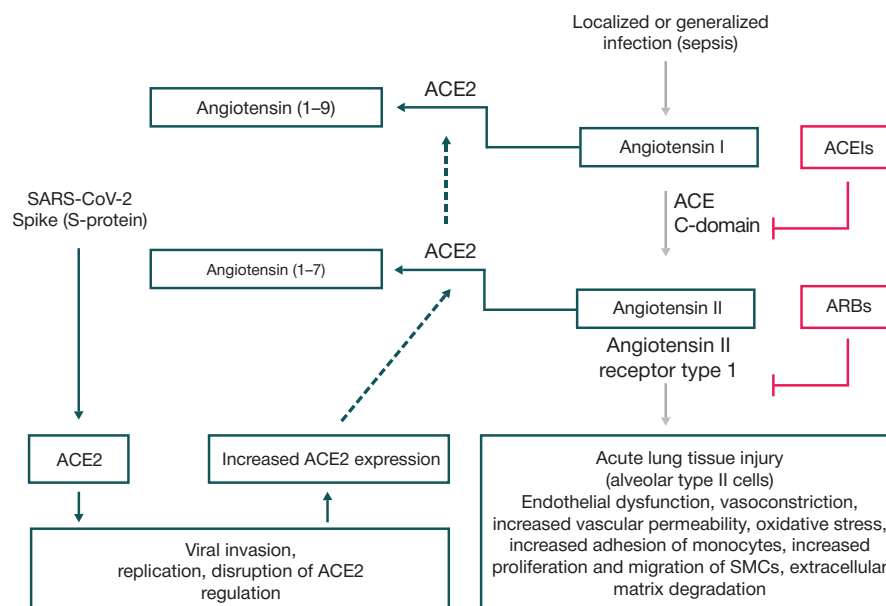 Localized or generalized
infection (sepsis)
ACE2
Angiotensin (1–9)
Angiotensin I
ACEIs
SARS-CoV-2
Spike (S-protein)
ACE
C-domain
ACE2
Angiotensin (1–7)
Angiotensin II
ARBs
Angiotensin II
receptor type 1
ACE2
Increased ACE2 expression
Acute lung tissue injury
(alveolar type II cells)
Endothelial dysfunction, vasoconstriction,
increased vascular permeability, oxidative stress,
increased adhesion of monocytes, increased
proliferation and migration of SMCs, extracellular
matrix degradation
Viral invasion,
replication, disruption of ACE2
regulation